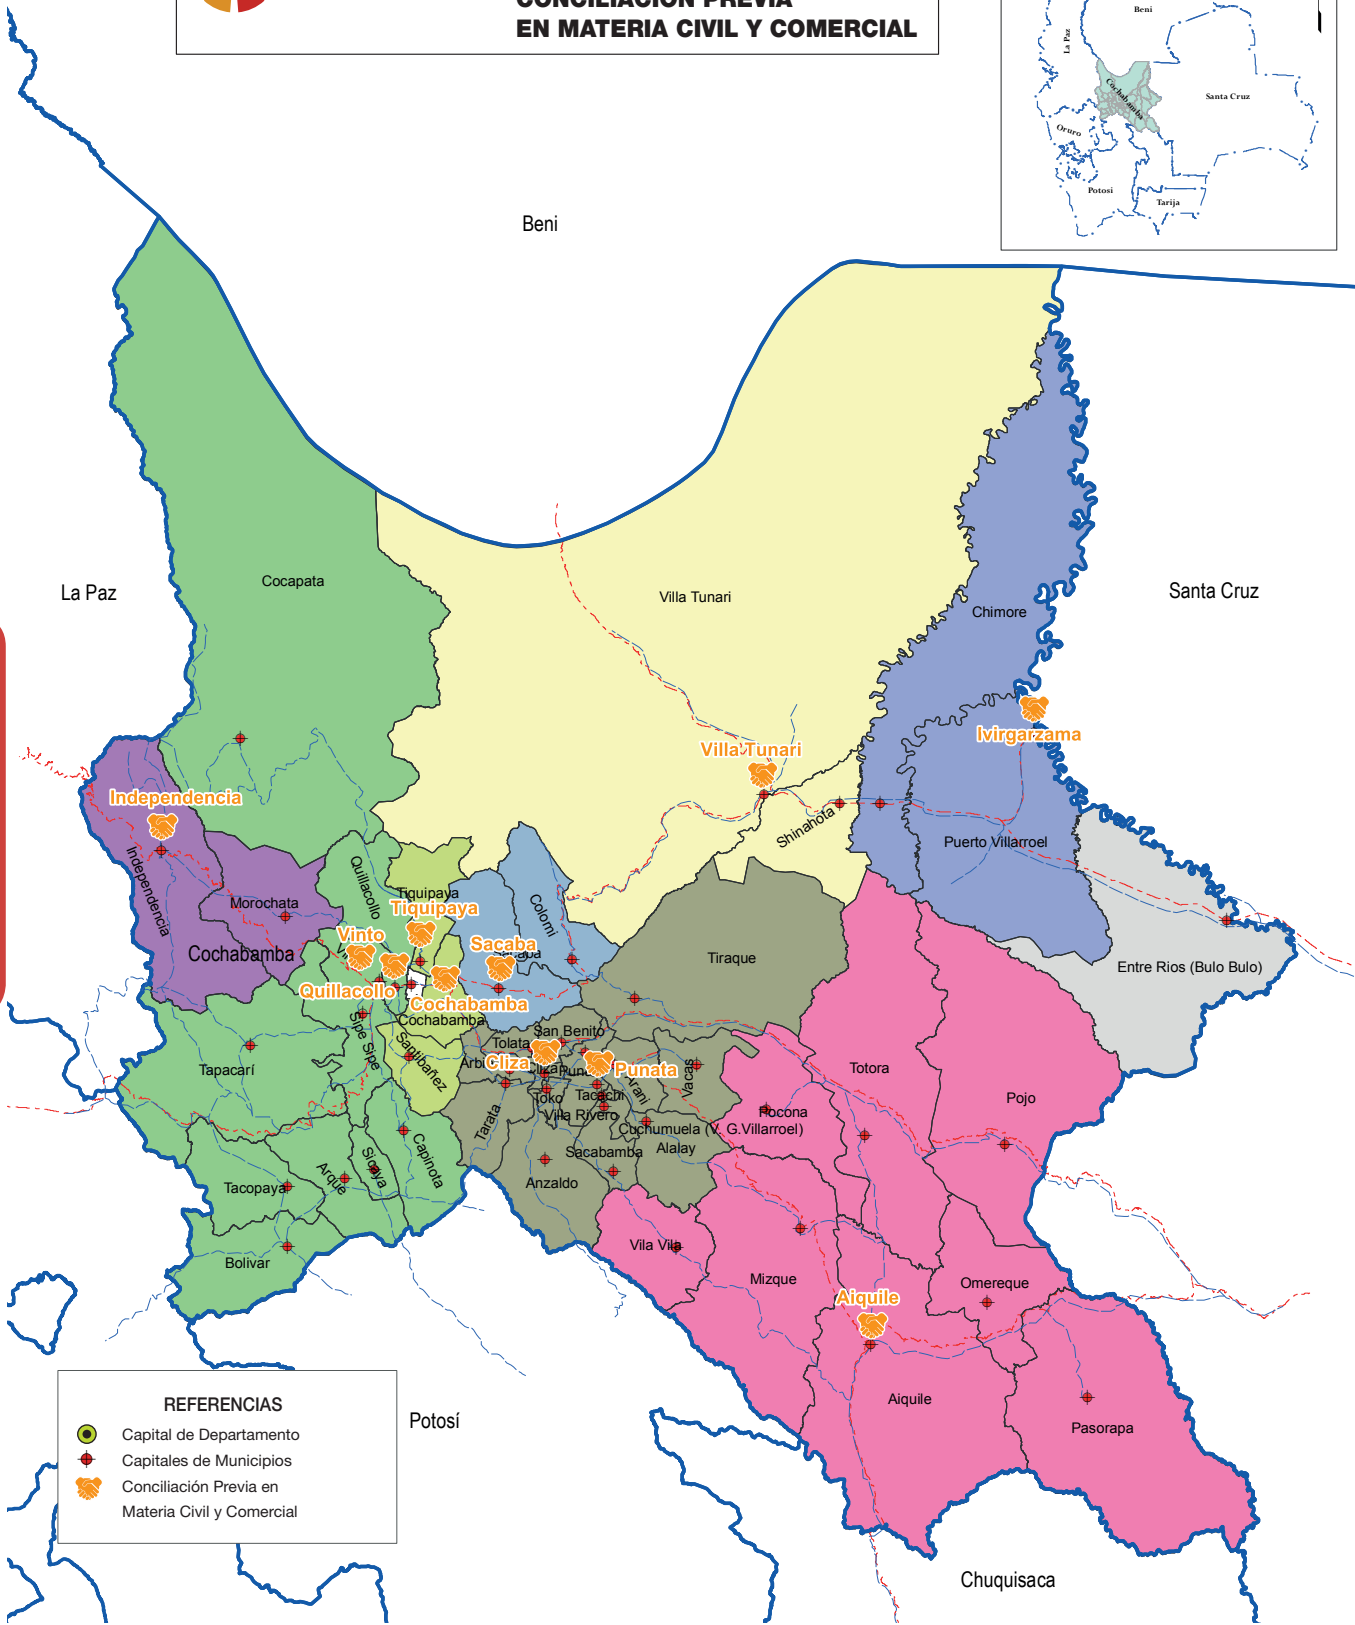 CONCILIACIÓN PREVIA
EN MATERIA CIVIL Y COMERCIAL
Beni
La Paz
Cochabamba
Santa Cruz
Oruro
Potosi
Tarija
Beni
La Paz
Santa Cruz
Cocapata
Villa Tunari
Chimore
Ivirgarzama
Villa Tunari
Independencia
Shinahota
Puerto Villarroel
Independencia
Morochata
Quillacollo
Tiquipaya
Tiquipaya
Colomi
Vinto
Sacaba
Cochabamba
Tiraque
Entre Rios (Bulo Bulo)
Quillacollo
Cochabamba
Cochabamba
Sipe Sipe
Santibañez
San Benito
Tolata
Cliza
Punata
Tapacarí
Totora
Pojo
Vacas
Arani
Toko
Tacachi
Villa Rivero
Pocona
Cuchumuela (V. G.Villarroel)
Tarata
Sacabamba
Alalay
Capinota
Sicaya
Arque
Tacopaya
Anzaldo
Bolivar
Vila Vila
Mizque
Omereque
Aiquile
Aiquile
Pasorapa
REFERENCIAS
Capital de Departamento
Capitales de Municipios
Conciliación Previa en
Materia Civil y Comercial
Potosí
Chuquisaca